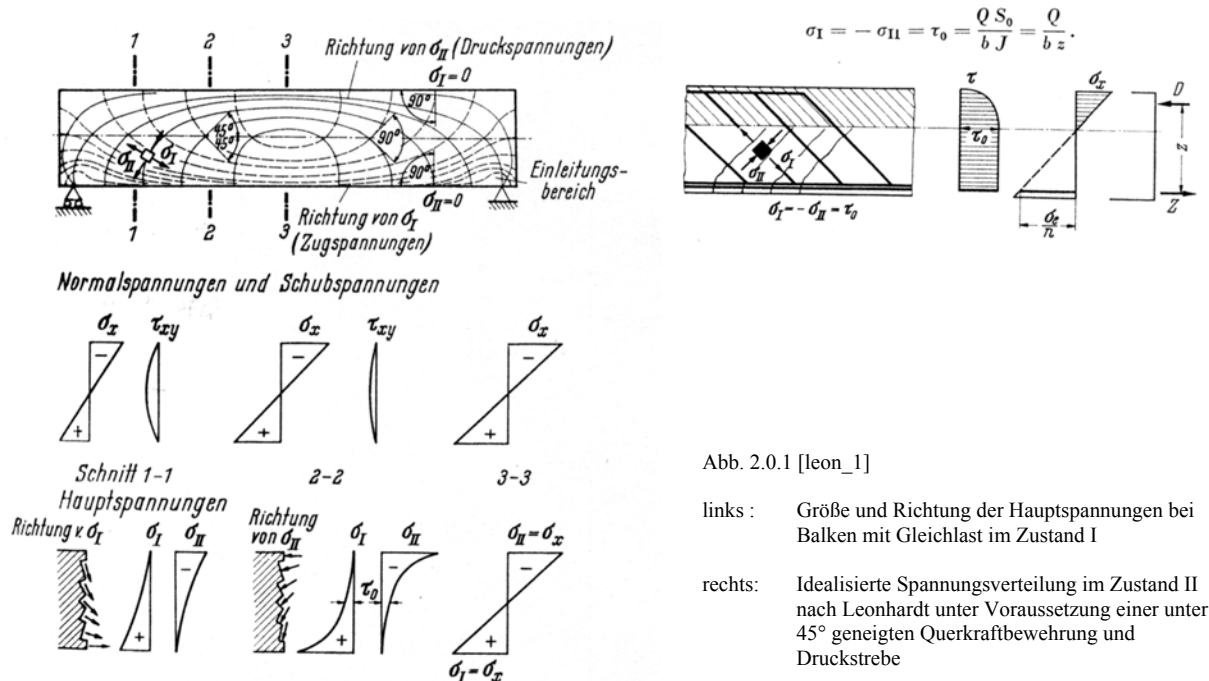 1 2 3
Richtung von σII (Druckspannungen)
σI = 0
90°
45°
45°
90°
σII σI
90°
Einleitungs-
bereich
σII = 0
Richtung von σI
(Zugspannungen)
1 2 3
Normalspannungen und Schubspannungen
σx τxy σx τxy σx
− − −
+ + +
Schnitt 1-1 2-2 3-3
Hauptspannungen
Richtung v. σI σI σII
− +
Richtung
von σII
σI σII
τ0
− +
σII = σx
− +
σI = σx
σI = − σII = τ0 = Q S0 / b J = Q / b z.
τ σx D
τ0 z
σI
σII
σI = − σII = τ0
σe / n
Z
Abb. 2.0.1 [leon_1]
links : Größe und Richtung der Hauptspannungen bei
Balken mit Gleichlast im Zustand I
rechts: Idealisierte Spannungsverteilung im Zustand II
nach Leonhardt unter Voraussetzung einer unter
45° geneigten Querkraftbewehrung und
Druckstrebe